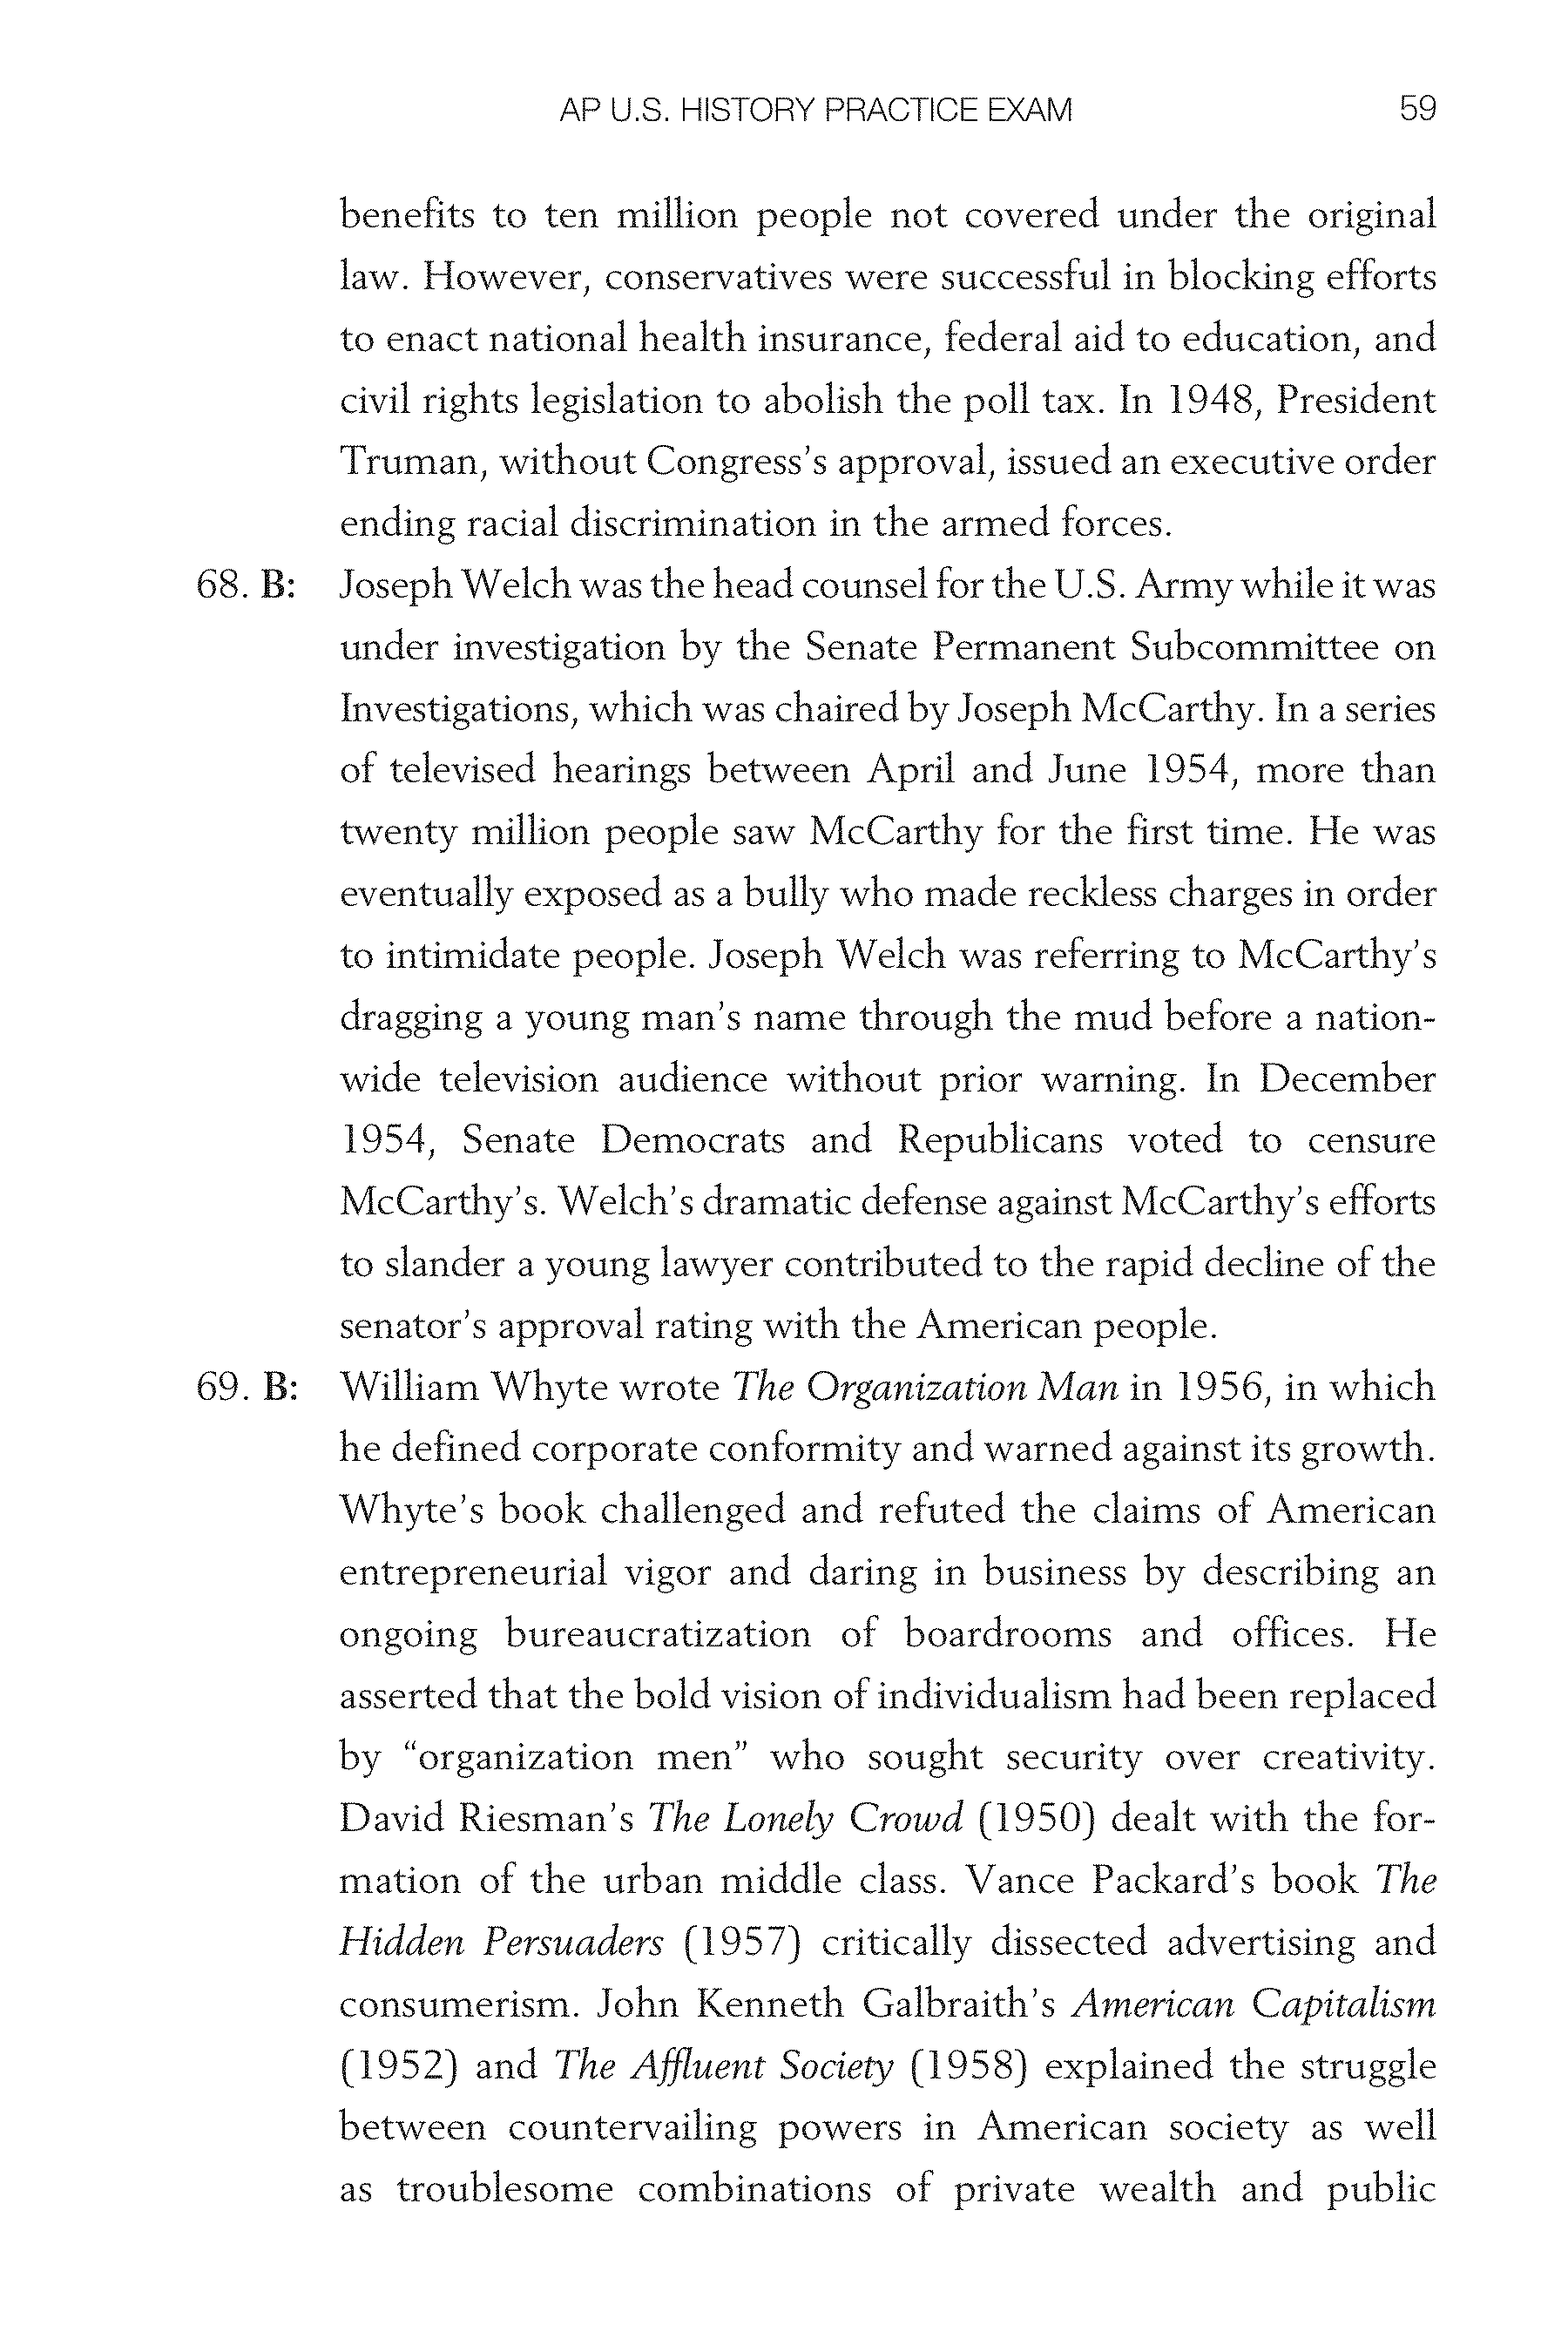 AP U.S. HISTORY PRACTICE EXAM 59
benefits to ten million people not covered under the original
law. However, conservatives were successful in blocking efforts
to enact national health insurance, federal aid to education, and
civil rights legislation to abolish the poll tax. In 1948, President
Truman, without Congress's approval, issued an executive order
ending racial discrimination in the armed forces.
68. B: Joseph Welch was the head counsel for the U.S. Army while it was
under investigation by the Senate Permanent Subcommittee on
Investigations, which was chaired by Joseph McCarthy. In a series
of televised hearings between April and June 1954, more than
twenty million people saw McCarthy for the first time. He was
eventually exposed as a bully who made reckless charges in order
to intimidate people. Joseph Welch was referring to McCarthy's
dragging a young man's name through the mud before a nation-
wide television audience without prior warning. In December
1954, Senate Democrats and Republicans voted to censure
McCarthy's. Welch's dramatic defense against McCarthy's efforts
to slander a young lawyer contributed to the rapid decline of the
senator's approval rating with the American people.
69. B: William Whyte wrote The Organization Man in 1956, in which
he defined corporate conformity and warned against its growth.
Whyte's book challenged and refuted the claims of American
entrepreneurial vigor and daring in business by describing an
ongoing bureaucratization of boardrooms and offices. He
asserted that the bold vision of individualism had been replaced
by “organization men” who sought security over creativity.
David Riesman's The Lonely Crowd (1950) dealt with the for-
mation of the urban middle class. Vance Packard's book The
Hidden Persuaders (1957) critically dissected advertising and
consumerism. John Kenneth Galbraith's American Capitalism
(1952) and The Affluent Society (1958) explained the struggle
between countervailing powers in American society as well
as troublesome combinations of private wealth and public